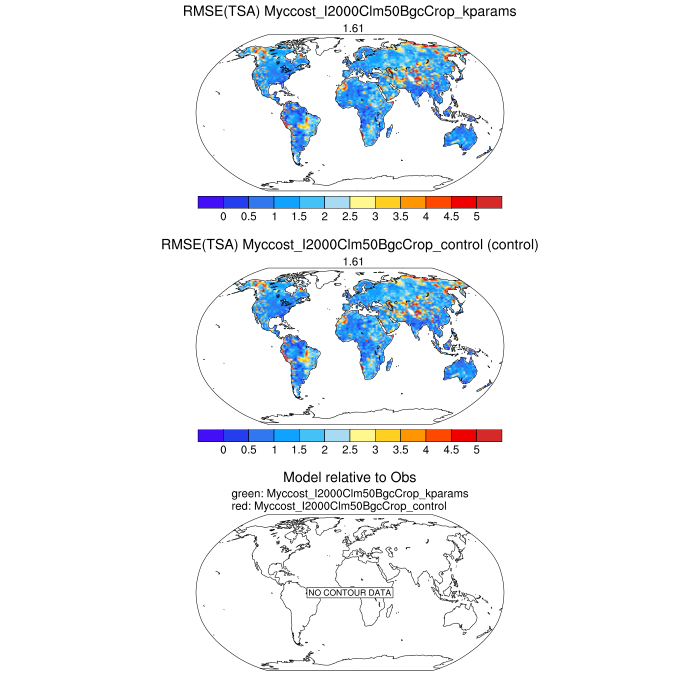 RMSE(TSA) Myccost_I2000Clm50BgcCrop_kparams
1.61
0 0.5 1 1.5 2 2.5 3 3.5 4 4.5 5
RMSE(TSA) Myccost_I2000Clm50BgcCrop_control (control)
1.61
0 0.5 1 1.5 2 2.5 3 3.5 4 4.5 5
Model relative to Obs
green: Myccost_I2000Clm50BgcCrop_kparams
red: Myccost_I2000Clm50BgcCrop_control
NO CONTOUR DATA